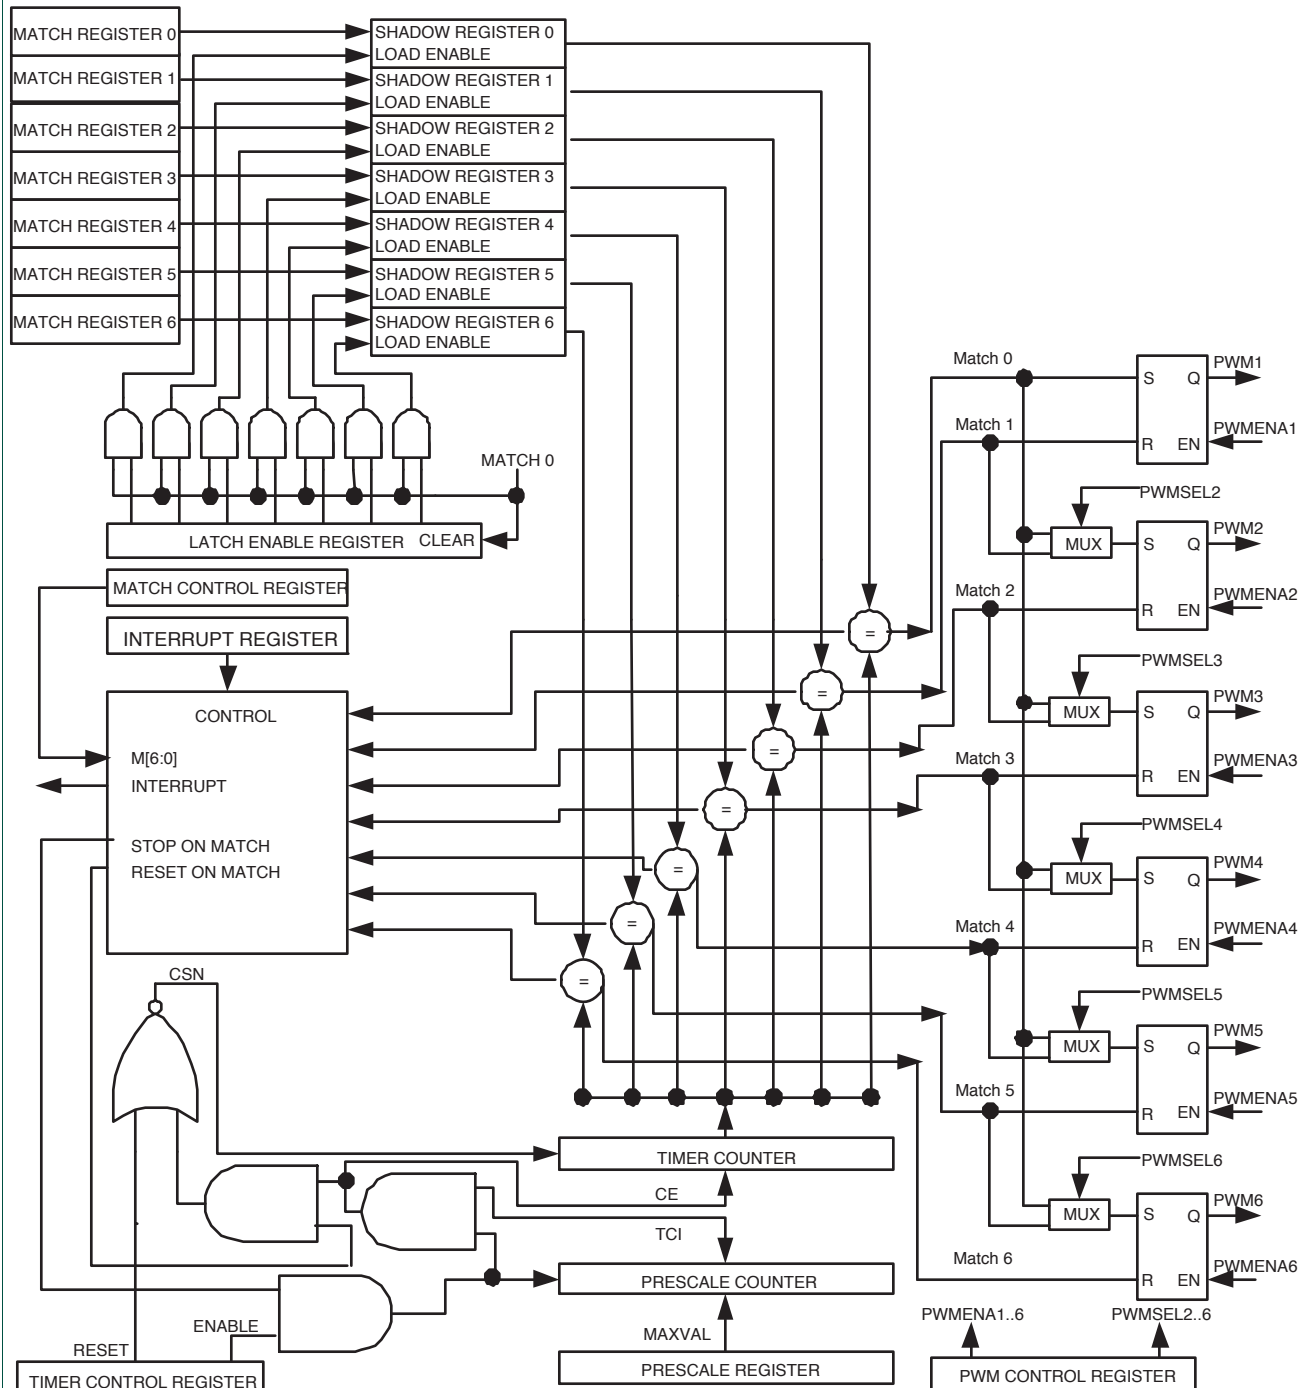 MATCH REGISTER 0
MATCH REGISTER 1
MATCH REGISTER 2
MATCH REGISTER 3
MATCH REGISTER 4
MATCH REGISTER 5
MATCH REGISTER 6
SHADOW REGISTER 0
LOAD ENABLE
SHADOW REGISTER 1
LOAD ENABLE
SHADOW REGISTER 2
LOAD ENABLE
SHADOW REGISTER 3
LOAD ENABLE
SHADOW REGISTER 4
LOAD ENABLE
SHADOW REGISTER 5
LOAD ENABLE
SHADOW REGISTER 6
LOAD ENABLE
MATCH 0
LATCH ENABLE REGISTER CLEAR
MATCH CONTROL REGISTER
INTERRUPT REGISTER
CONTROL
M[6:0]
INTERRUPT
STOP ON MATCH
RESET ON MATCH
=
=
=
=
=
=
=
CSN
TIMER COUNTER
CE
TCI
PRESCALE COUNTER
MAXVAL
PRESCALE REGISTER
ENABLE
RESET
TIMER CONTROL REGISTER
Match 0
S Q
PWM1
Match 1
R EN
PWMENA1
PWMSEL2
MUX
S Q
PWM2
Match 2
R EN
PWMENA2
PWMSEL3
MUX
S Q
PWM3
Match 3
R EN
PWMENA3
PWMSEL4
MUX
S Q
PWM4
Match 4
R EN
PWMENA4
PWMSEL5
MUX
S Q
PWM5
Match 5
R EN
PWMENA5
PWMSEL6
MUX
S Q
PWM6
Match 6
R EN
PWMENA6
PWMENA1..6
PWMSEL2..6
PWM CONTROL REGISTER